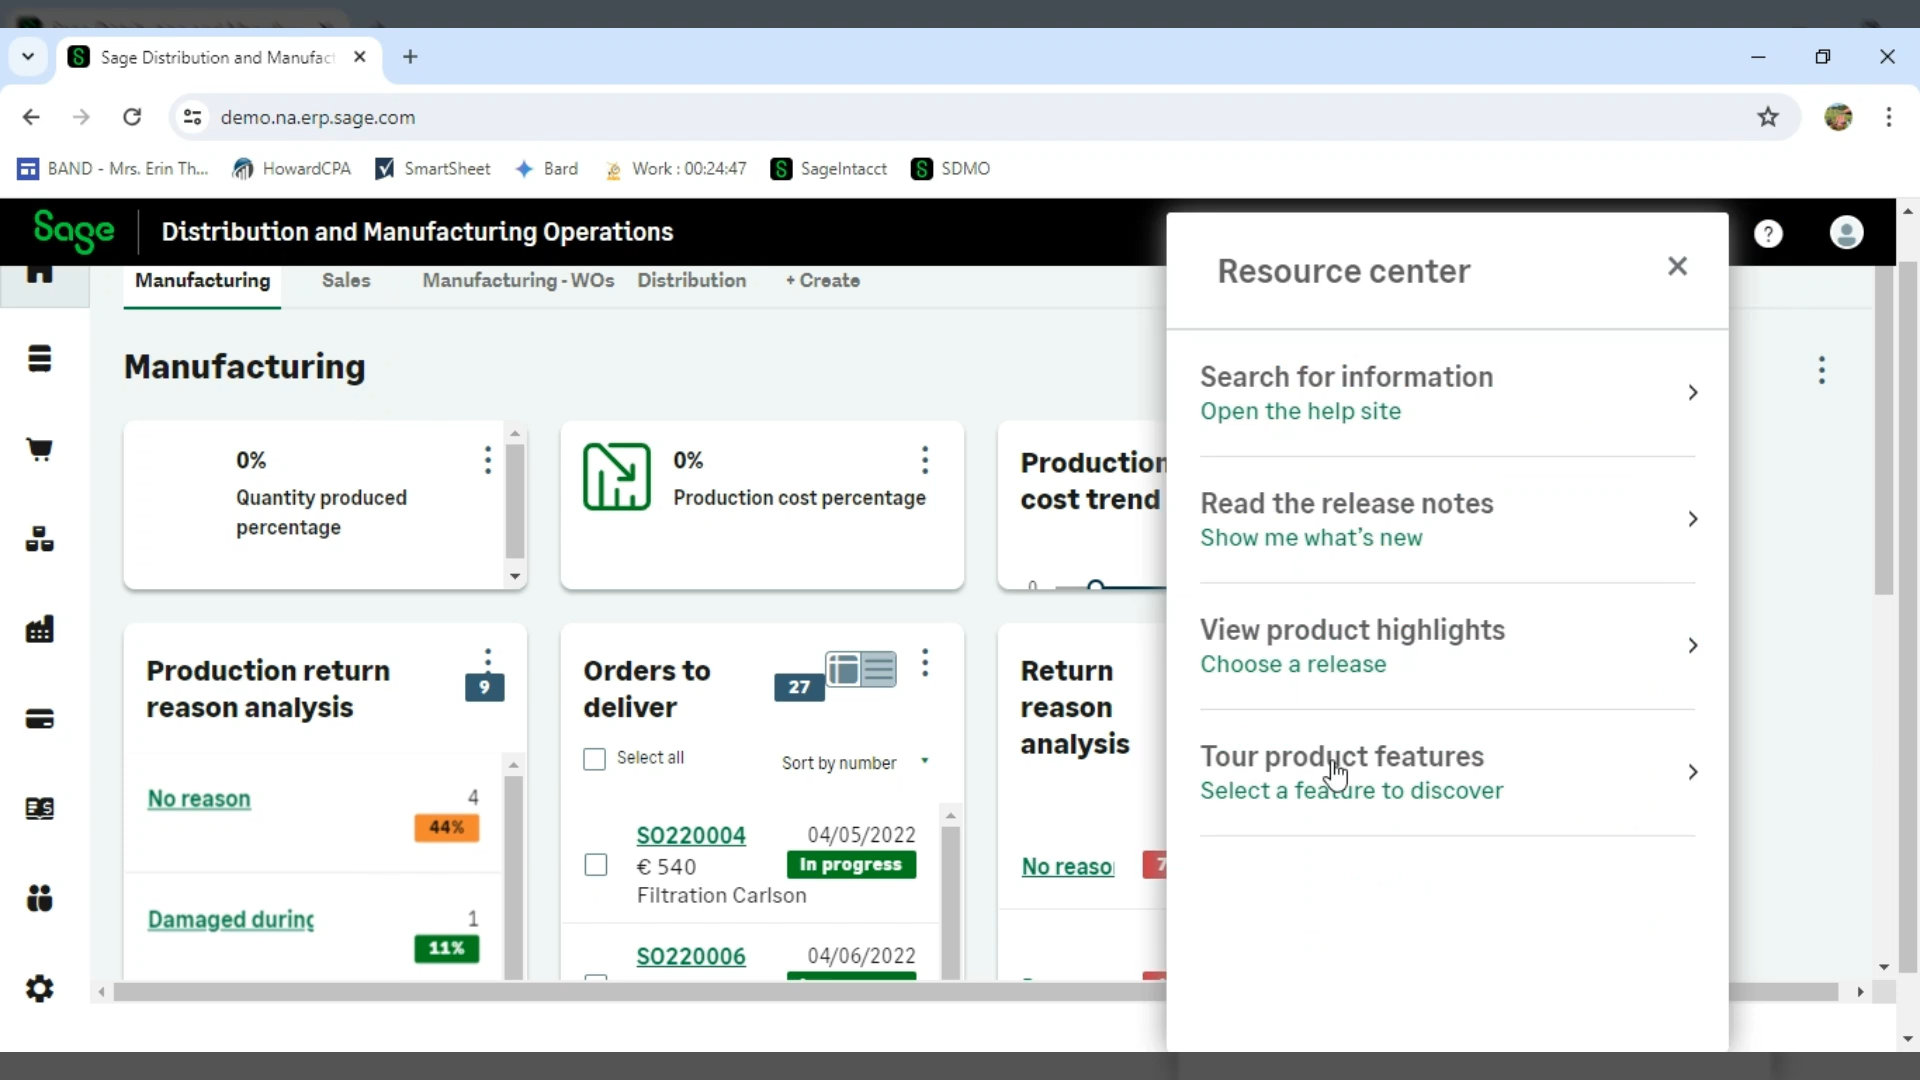 Sage Distribution and Manufact
demo.na.erp.sage.com
BAND - Mrs. Erin Th... HowardCPA SmartSheet Bard Work : 00:24:47 SageIntacct SDMO
Sage Distribution and Manufacturing Operations
Manufacturing Sales Manufacturing - WOs Distribution + Create
Manufacturing
0%
Quantity produced
percentage
0%
Production cost percentage
Production
cost trend
0
Production return
reason analysis
9
No reason 4
44%
Damaged during 1
11%
Orders to
deliver
27
Select all Sort by number
SO220004 04/05/2022
€ 540 In progress
Filtration Carlson
SO220006 04/06/2022
Return
reason
analysis
No reaso 7
Resource center
Search for information
Open the help site
Read the release notes
Show me what's new
View product highlights
Choose a release
Tour product features
Select a feature to discover